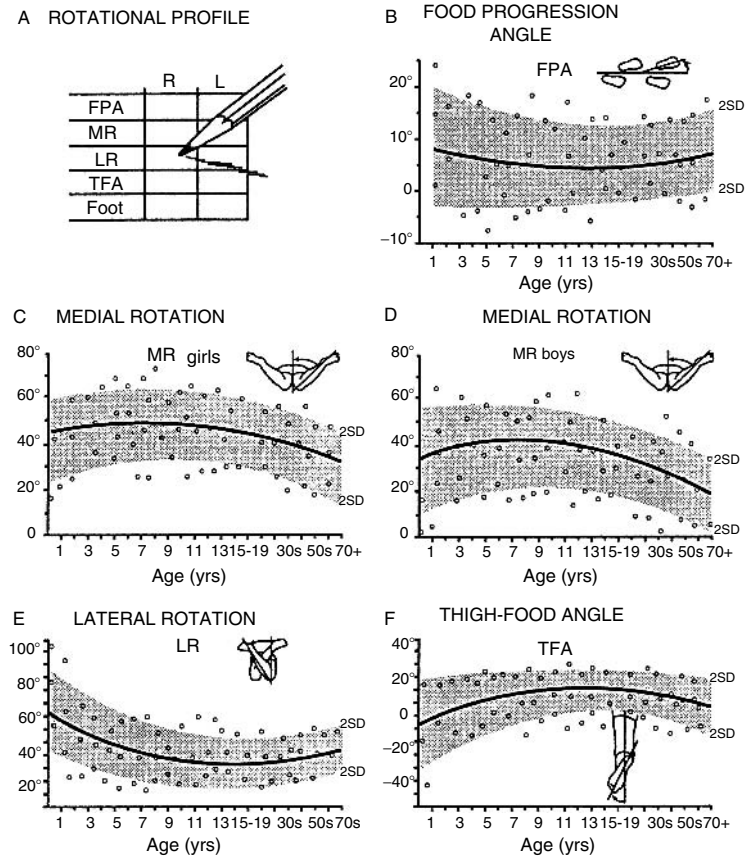 A ROTATIONAL PROFILE
R L
FPA
MR
LR
TFA
Foot
B FOOD PROGRESSION
ANGLE
FPA
20°
10°
0
−10°
2SD
2SD
1 3 5 7 9 11 13 15-19 30s 50s 70+
Age (yrs)
C MEDIAL ROTATION
MR girls
80°
60°
40°
20°
0
2SD
2SD
1 3 5 7 9 11 13 15-19 30s 50s 70+
Age (yrs)
D MEDIAL ROTATION
MR boys
80°
60°
40°
20°
0
2SD
2SD
1 3 5 7 9 11 13 15-19 30s 50s 70+
Age (yrs)
E LATERAL ROTATION
LR
100°
80°
60°
40°
20°
2SD
2SD
1 3 5 7 9 11 13 15-19 30s 50s 70s
Age (yrs)
F THIGH-FOOD ANGLE
TFA
40°
20°
0
−20°
−40°
2SD
2SD
1 3 5 7 9 11 13 15-19 30s 50s 70+
Age (yrs)